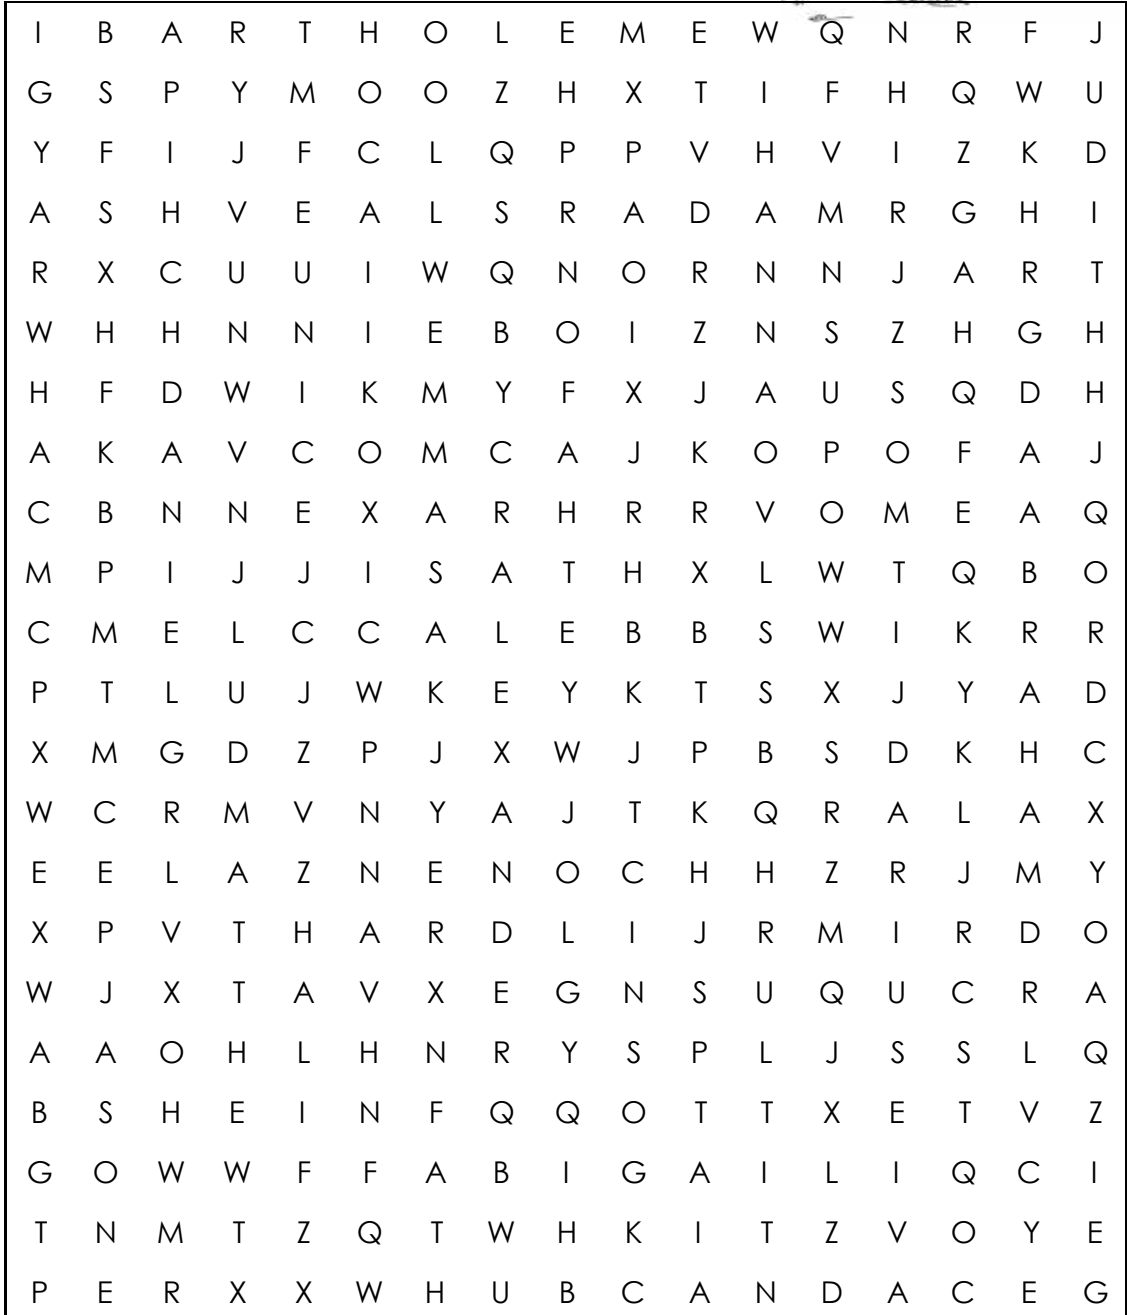 I B A R T H O L E M E W Q N R F J
G S P Y M O O Z H X T I F H Q W U
Y F I J F C L Q P P V H V I Z K D
A S H V E A L S R A D A M R G H I
R X C U U I W Q N O R N N J A R T
W H H N N I E B O I Z N S Z H G H
H F D W I K M Y F X J A U S Q D H
A K A V C O M C A J K O P O F A J
C B N N E X A R H R R V O M E A Q
M P I J J I S A T H X L W T Q B O
C M E L C C A L E B B S W I K R R
P T L U J W K E Y K T S X J Y A D
X M G D Z P J X W J P B S D K H C
W C R M V N Y A J T K Q R A L A X
E E L A Z N E N O C H H Z R J M Y
X P V T H A R D L I J R M I R D O
W J X T A V X E G N S U Q U C R A
A A O H L H N R Y S P L J S S L Q
B S H E I N F Q Q O T T X E T V Z
G O W W F F A B I G A I L I Q C I
T N M T Z Q T W H K I T Z V O Y E
P E R X X W H U B C A N D A C E G